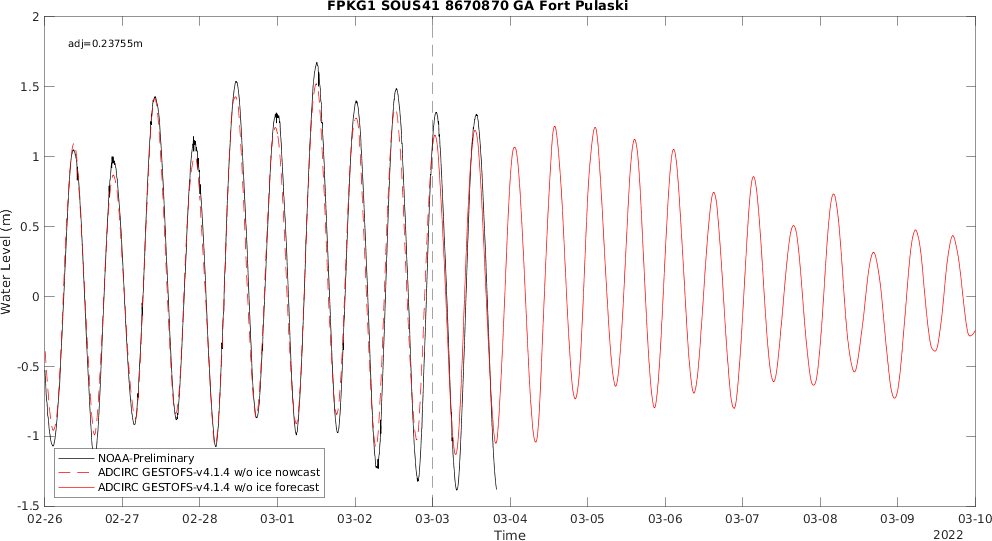 FPKG1 SOUS41 8670870 GA Fort Pulaski
adj=0.23755m
2
1.5
1
0.5
0
-0.5
-1
-1.5
Water Level (m)
NOAA-Preliminary
ADCIRC GESTOFS-v4.1.4 w/o ice nowcast
ADCIRC GESTOFS-v4.1.4 w/o ice forecast
02-26 02-27 02-28 03-01 03-02 03-03 03-04 03-05 03-06 03-07 03-08 03-09 03-10
Time
2022